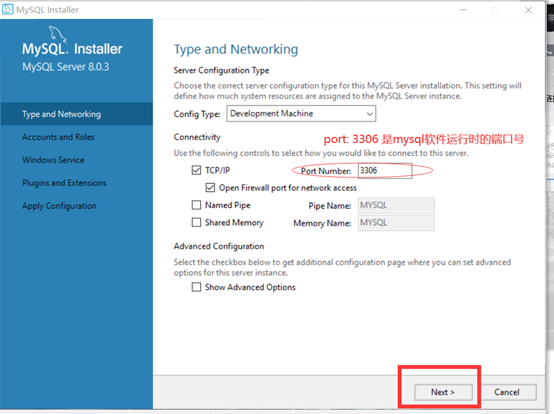 MySQL Installer
MySQL. Installer
MySQL Server 8.0.3
Type and Networking
Accounts and Roles
Windows Service
Plugins and Extensions
Apply Configuration
Type and Networking
Server Configuration Type
Choose the correct server configuration type for this MySQL Server installation. This setting will
define how much system resources are assigned to the MySQL Server instance.
Config Type: Development Machine
Connectivity
port: 3306 是mysql软件运行时的端口号
Use the following controls to select how you would like to connect to this server.
TCP/IP Port Number: 3306
Open Firewall port for network access
Named Pipe Pipe Name: MYSQL
Shared Memory Memory Name: MYSQL
Advanced Configuration
Select the checkbox below to get additional configuration page where you can set advanced
options for this server instance.
Show Advanced Options
Next > Cancel